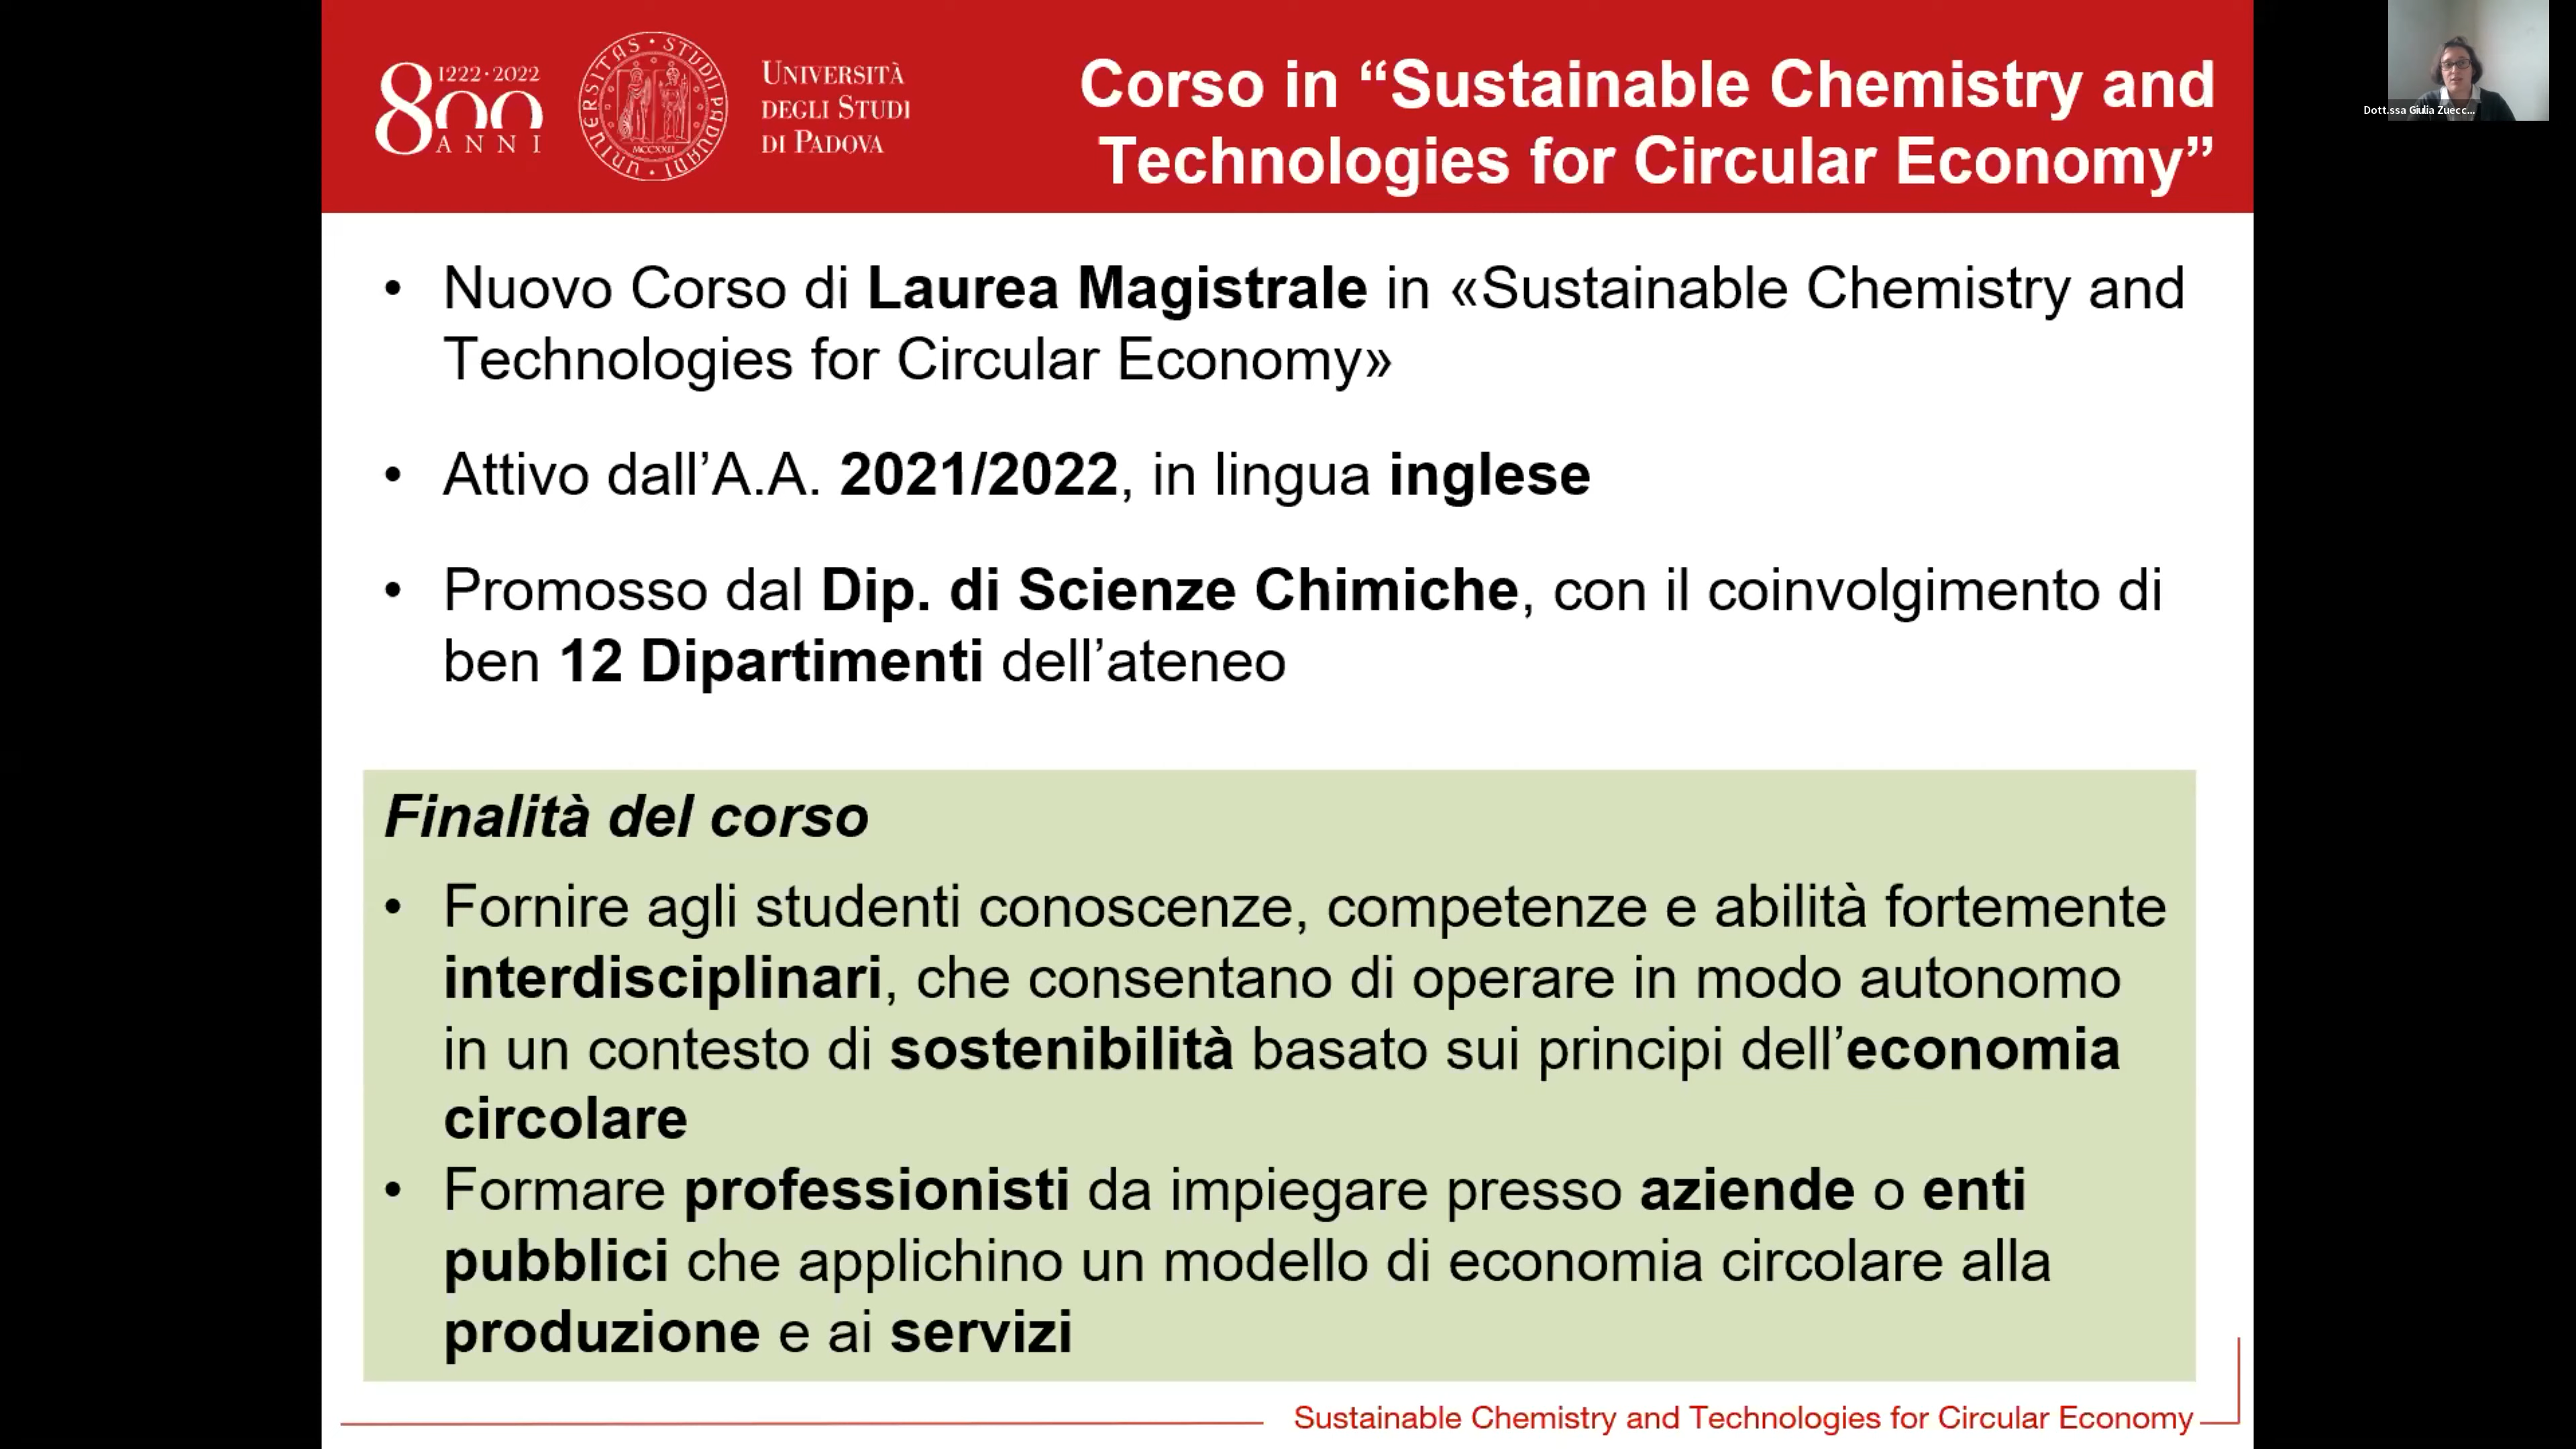 800
1222·2022
ANNI
UNIVERSITÀ
DEGLI STUDI
DI PADOVA
UNIVERSITAS · STUDII PADUANI ·
MCCXXII
Corso in “Sustainable Chemistry and
Technologies for Circular Economy”
Dott.ssa Giulia Zuecc...
• Nuovo Corso di Laurea Magistrale in «Sustainable Chemistry and
Technologies for Circular Economy»
• Attivo dall’A.A. 2021/2022, in lingua inglese
• Promosso dal Dip. di Scienze Chimiche, con il coinvolgimento di
ben 12 Dipartimenti dell’ateneo
Finalità del corso
• Fornire agli studenti conoscenze, competenze e abilità fortemente
interdisciplinari, che consentano di operare in modo autonomo
in un contesto di sostenibilità basato sui principi dell’economia
circolare
• Formare professionisti da impiegare presso aziende o enti
pubblici che applichino un modello di economia circolare alla
produzione e ai servizi
Sustainable Chemistry and Technologies for Circular Economy